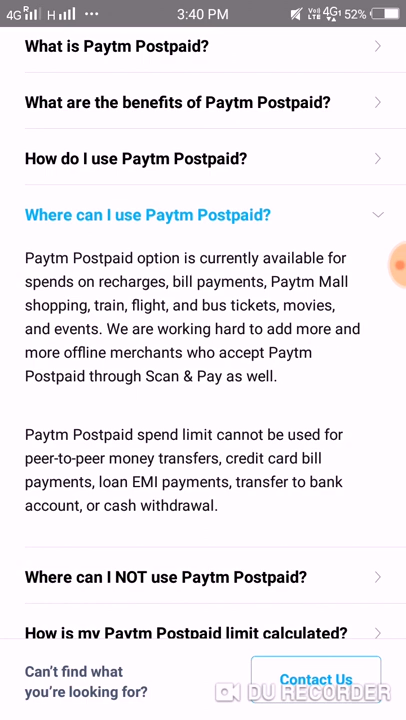 4G R H ... 3:40 PM VoI) LTE 4G 1 52%
What is Paytm Postpaid?
What are the benefits of Paytm Postpaid?
How do I use Paytm Postpaid?
Where can I use Paytm Postpaid?
Paytm Postpaid option is currently available for
spends on recharges, bill payments, Paytm Mall
shopping, train, flight, and bus tickets, movies,
and events. We are working hard to add more and
more offline merchants who accept Paytm
Postpaid through Scan & Pay as well.
Paytm Postpaid spend limit cannot be used for
peer-to-peer money transfers, credit card bill
payments, loan EMI payments, transfer to bank
account, or cash withdrawal.
Where can I NOT use Paytm Postpaid?
How is my Paytm Postpaid limit calculated?
Can't find what
you're looking for?
Contact Us
DU RECORDER